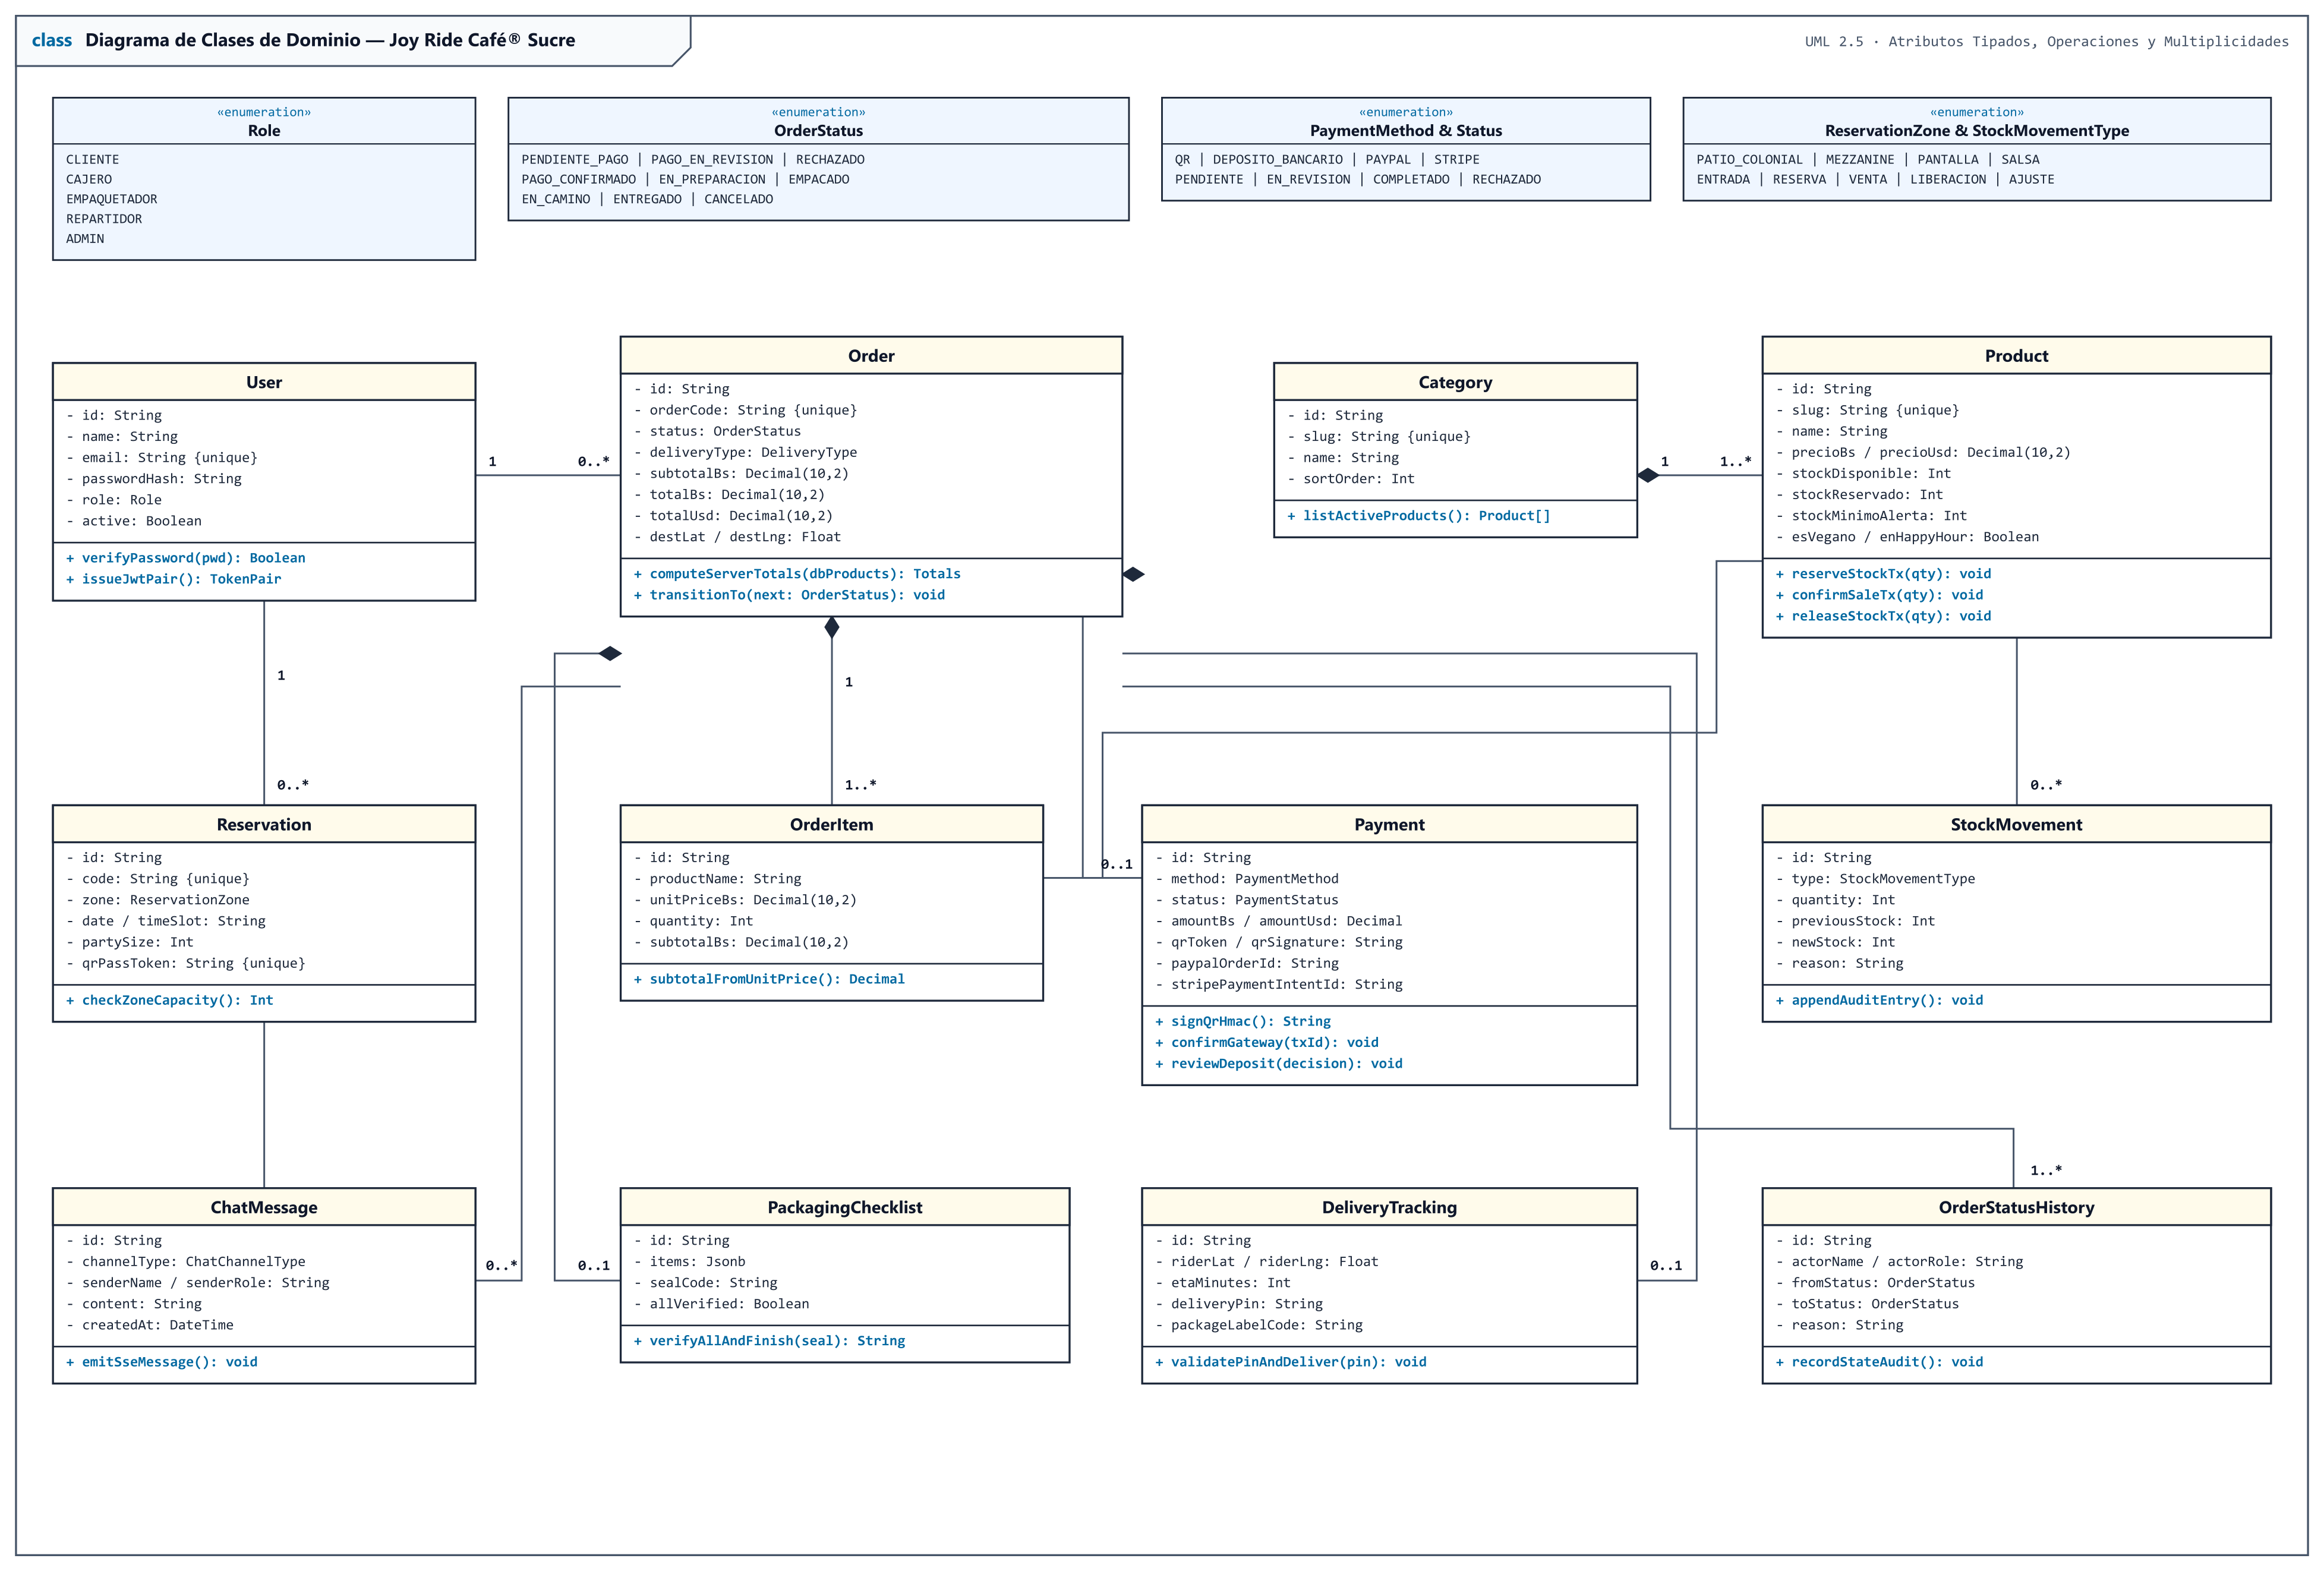 class Diagrama de Clases de Dominio — Joy Ride Café® Sucre
UML 2.5 · Atributos Tipados, Operaciones y Multiplicidades
«enumeration»
Role
CLIENTE
CAJERO
EMPAQUETADOR
REPARTIDOR
ADMIN
«enumeration»
OrderStatus
PENDIENTE_PAGO | PAGO_EN_REVISION | RECHAZADO
PAGO_CONFIRMADO | EN_PREPARACION | EMPACADO
EN_CAMINO | ENTREGADO | CANCELADO
«enumeration»
PaymentMethod & Status
QR | DEPOSITO_BANCARIO | PAYPAL | STRIPE
PENDIENTE | EN_REVISION | COMPLETADO | RECHAZADO
«enumeration»
ReservationZone & StockMovementType
PATIO_COLONIAL | MEZZANINE | PANTALLA | SALSA
ENTRADA | RESERVA | VENTA | LIBERACION | AJUSTE
User
- id: String
- name: String
- email: String {unique}
- passwordHash: String
- role: Role
- active: Boolean
+ verifyPassword(pwd): Boolean
+ issueJwtPair(): TokenPair
1
0..*
Order
- id: String
- orderCode: String {unique}
- status: OrderStatus
- deliveryType: DeliveryType
- subtotalBs: Decimal(10,2)
- totalBs: Decimal(10,2)
- totalUsd: Decimal(10,2)
- destLat / destLng: Float
+ computeServerTotals(dbProducts): Totals
+ transitionTo(next: OrderStatus): void
Category
- id: String
- slug: String {unique}
- name: String
- sortOrder: Int
+ listActiveProducts(): Product[]
1
1..*
Product
- id: String
- slug: String {unique}
- name: String
- precioBs / precioUsd: Decimal(10,2)
- stockDisponible: Int
- stockReservado: Int
- stockMinimoAlerta: Int
- esVegano / enHappyHour: Boolean
+ reserveStockTx(qty): void
+ confirmSaleTx(qty): void
+ releaseStockTx(qty): void
1
0..*
1
1..*
0..*
Reservation
- id: String
- code: String {unique}
- zone: ReservationZone
- date / timeSlot: String
- partySize: Int
- qrPassToken: String {unique}
+ checkZoneCapacity(): Int
OrderItem
- id: String
- productName: String
- unitPriceBs: Decimal(10,2)
- quantity: Int
- subtotalBs: Decimal(10,2)
+ subtotalFromUnitPrice(): Decimal
0..1
Payment
- id: String
- method: PaymentMethod
- status: PaymentStatus
- amountBs / amountUsd: Decimal
- qrToken / qrSignature: String
- paypalOrderId: String
- stripePaymentIntentId: String
+ signQrHmac(): String
+ confirmGateway(txId): void
+ reviewDeposit(decision): void
StockMovement
- id: String
- type: StockMovementType
- quantity: Int
- previousStock: Int
- newStock: Int
- reason: String
+ appendAuditEntry(): void
1..*
ChatMessage
- id: String
- channelType: ChatChannelType
- senderName / senderRole: String
- content: String
- createdAt: DateTime
+ emitSseMessage(): void
0..*
0..1
PackagingChecklist
- id: String
- items: Jsonb
- sealCode: String
- allVerified: Boolean
+ verifyAllAndFinish(seal): String
DeliveryTracking
- id: String
- riderLat / riderLng: Float
- etaMinutes: Int
- deliveryPin: String
- packageLabelCode: String
+ validatePinAndDeliver(pin): void
0..1
OrderStatusHistory
- id: String
- actorName / actorRole: String
- fromStatus: OrderStatus
- toStatus: OrderStatus
- reason: String
+ recordStateAudit(): void